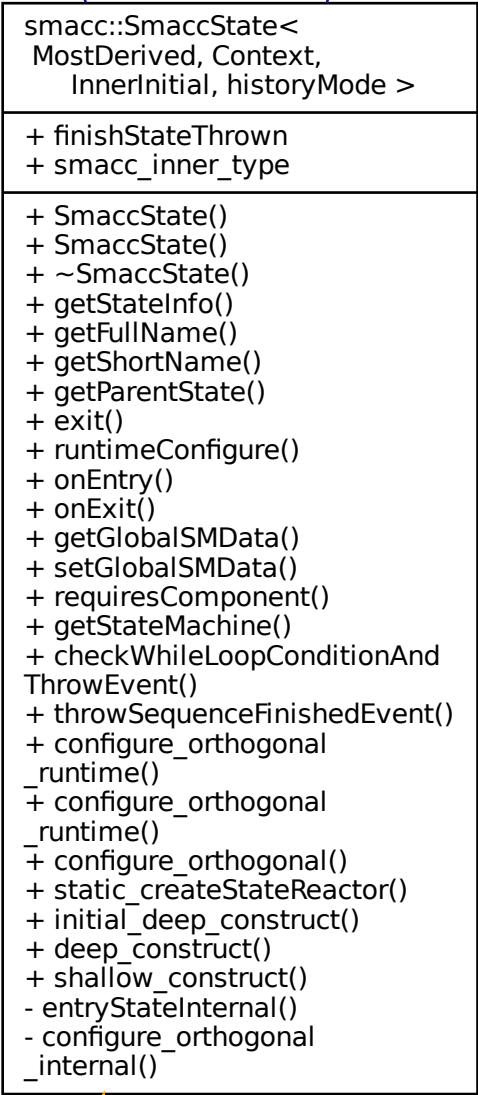 smacc::SmaccState<
MostDerived, Context,
InnerInitial, historyMode >
+ finishStateThrown
+ smacc_inner_type
+ SmaccState()
+ SmaccState()
+ ~SmaccState()
+ getStateInfo()
+ getFullName()
+ getShortName()
+ getParentState()
+ exit()
+ runtimeConfigure()
+ onEntry()
+ onExit()
+ getGlobalSMData()
+ setGlobalSMData()
+ requiresComponent()
+ getStateMachine()
+ checkWhileLoopConditionAnd
ThrowEvent()
+ throwSequenceFinishedEvent()
+ configure_orthogonal
_runtime()
+ configure_orthogonal
_runtime()
+ configure_orthogonal()
+ static_createStateReactor()
+ initial_deep_construct()
+ deep_construct()
+ shallow_construct()
- entryStateInternal()
- configure_orthogonal
_internal()